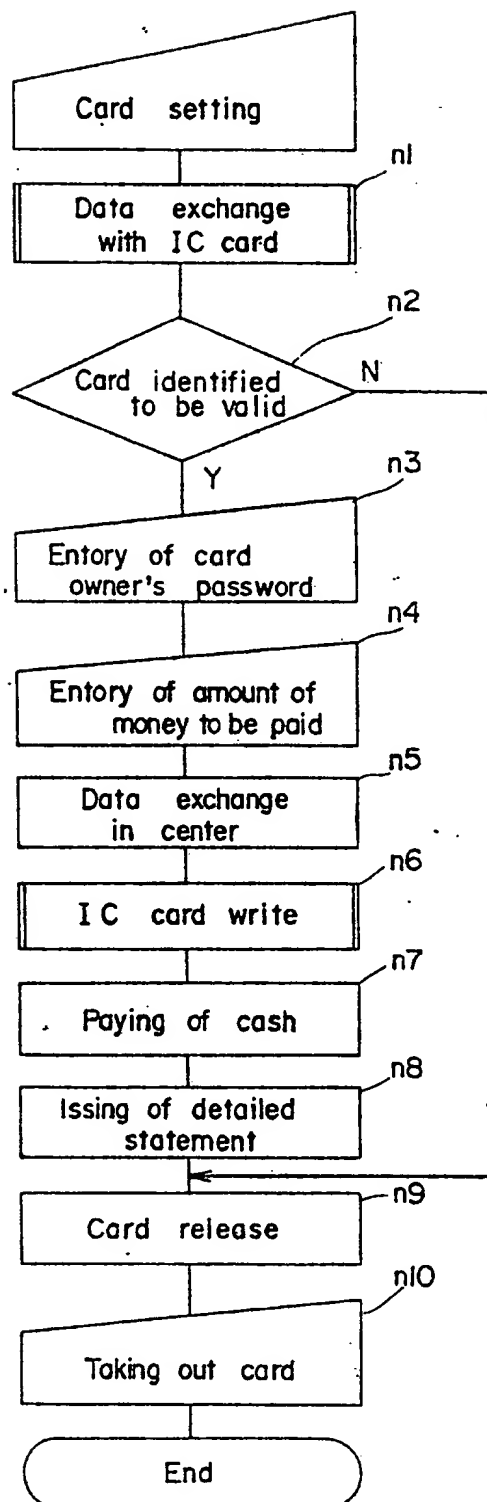 Card setting
n1
Data exchange
with IC card
n2
Card identified
to be valid
N
Y
n3
Entory of card
owner's password
n4
Entory of amount of
money to be paid
n5
Data exchange
in center
n6
IC card write
n7
Paying of cash
n8
Issing of detailed
statement
n9
Card release
n10
Taking out card
End